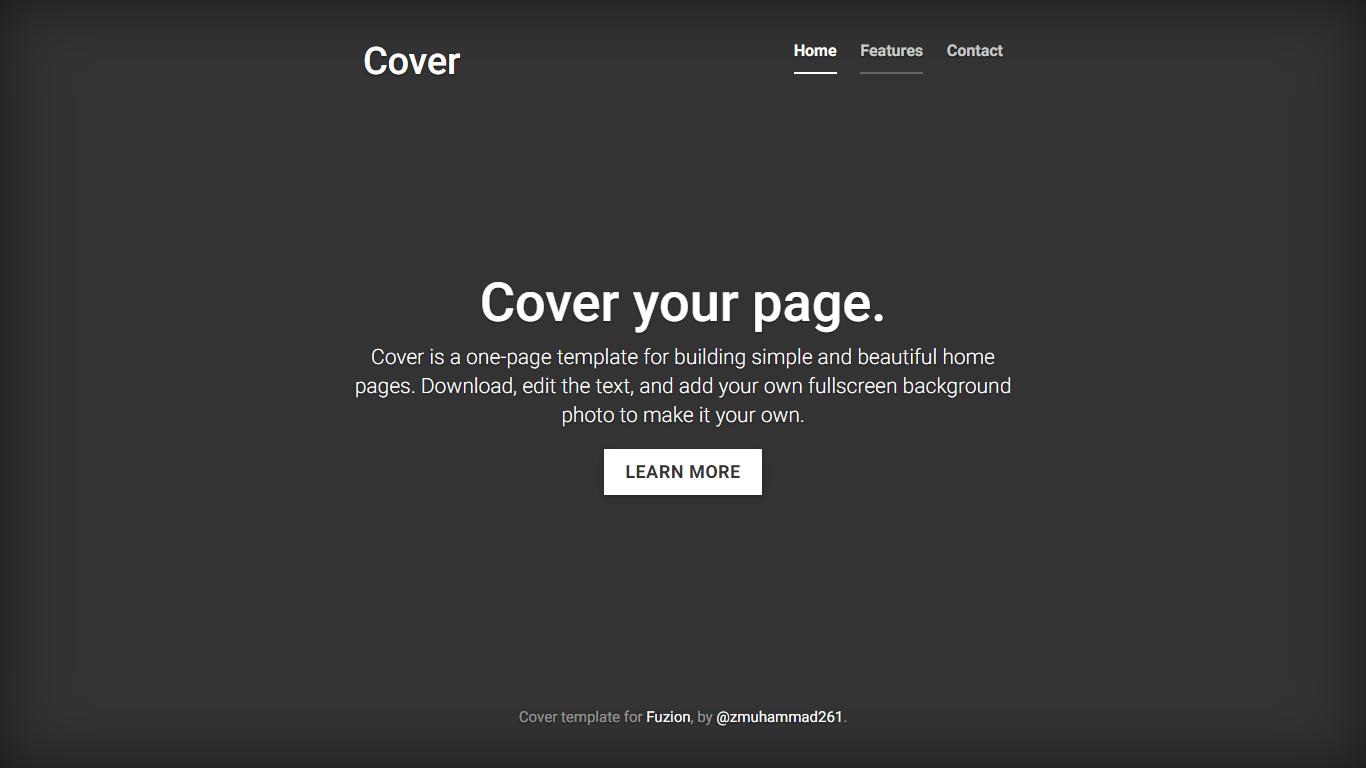 Cover
Home Features Contact
Cover your page.
Cover is a one-page template for building simple and beautiful home
pages. Download, edit the text, and add your own fullscreen background
photo to make it your own.
LEARN MORE
Cover template for Fuzion, by @zmuhammad261.